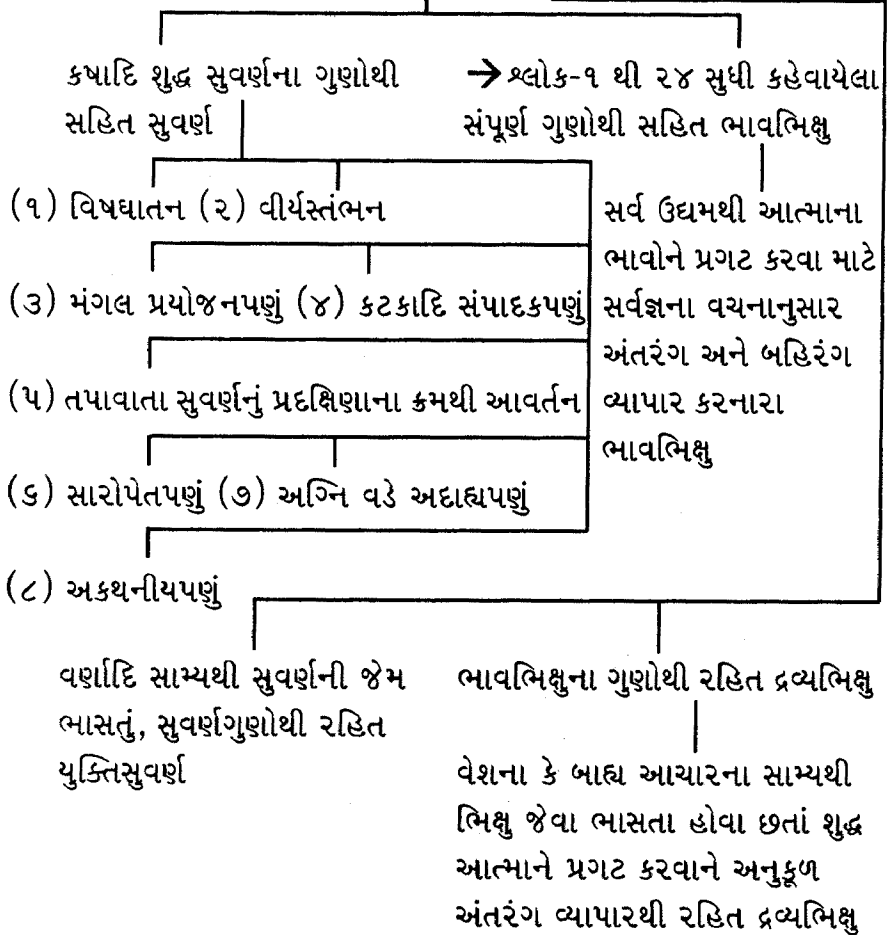 કષાદિ શુદ્ધ સુવર્ણના ગુણોથી
સહિત સુવર્ણ
→ શ્લોક-૧ થી ૨૪ સુધી કહેવાયેલા
સંપૂર્ણ ગુણોથી સહિત ભાવભિક્ષુ
(૧) વિષઘાતન (૨) વીર્યસ્તંભન
(૩) મંગલ પ્રયોજનપણું (૪) કટકાદિ સંપાદકપણું
(૫) તપાવાતા સુવર્ણનું પ્રદક્ષિણાના ક્રમથી આવર્તન
(૬) સારોપેતપણું (૭) અગ્નિ વડે અદાહ્યપણું
(૮) અકથનીયપણું
સર્વ ઉદ્યમથી આત્માના
ભાવોને પ્રગટ કરવા માટે
સર્વજ્ઞના વચનાનુસાર
અંતરંગ અને બહિરંગ
વ્યાપાર કરનારા
ભાવભિક્ષુ
વર્ણાદિ સામ્યથી સુવર્ણની જેમ
ભાસતું, સુવર્ણગુણોથી રહિત
યુક્તિસુવર્ણ
ભાવભિક્ષુના ગુણોથી રહિત દ્રવ્યભિક્ષુ
વેશના કે બાહ્ય આચારના સામ્યથી
ભિક્ષુ જેવા ભાસતા હોવા છતાં શુદ્ધ
આત્માને પ્રગટ કરવાને અનુકૂળ
અંતરંગ વ્યાપારથી રહિત દ્રવ્યભિક્ષુ